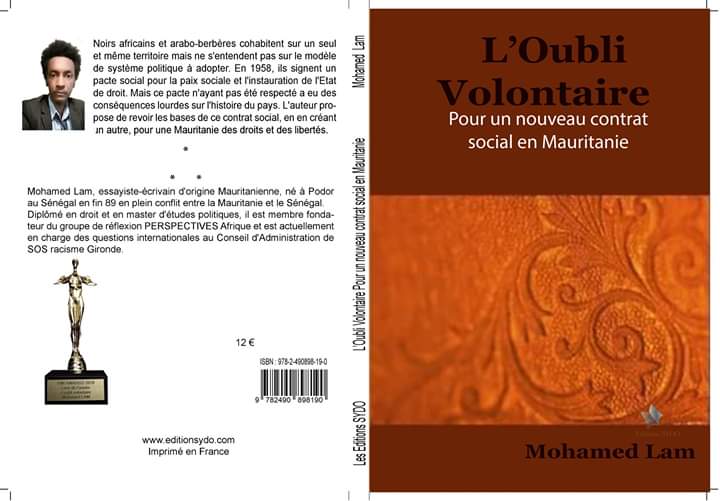 Noirs africains et arabo-berbères cohabitent sur un seul
et même territoire mais ne s'entendent pas sur le modèle
de système politique à adopter. En 1958, ils signent un
pacte social pour la paix sociale et l'instauration de l'Etat
de droit. Mais ce pacte n'ayant pas été respecté a eu des
conséquences lourdes sur l'histoire du pays. L'auteur pro-
pose de revoir les bases de ce contrat social, en en créant
un autre, pour une Mauritanie des droits et des libertés.
*
* *
Mohamed Lam, essayiste-écrivain d'origine Mauritanienne, né à Podor
au Sénégal en fin 89 en plein conflit entre la Mauritanie et le Sénégal.
Diplômé en droit et en master d'études politiques, il est membre fonda-
teur du groupe de réflexion PERSPECTIVES Afrique et est actuellement
en charge des questions internationales au Conseil d'Administration de
SOS racisme Gironde.
12 €
ISBN : 978-2-490898-19-0
9 782490 898190
www.editionsydo.com
Imprimé en France
Mohamed Lam
L'Oubli Volontaire Pour un nouveau contrat social en Mauritanie
Les Editions SYDO
L'Oubli
Volontaire
Pour un nouveau contrat
social en Mauritanie
Mohamed Lam